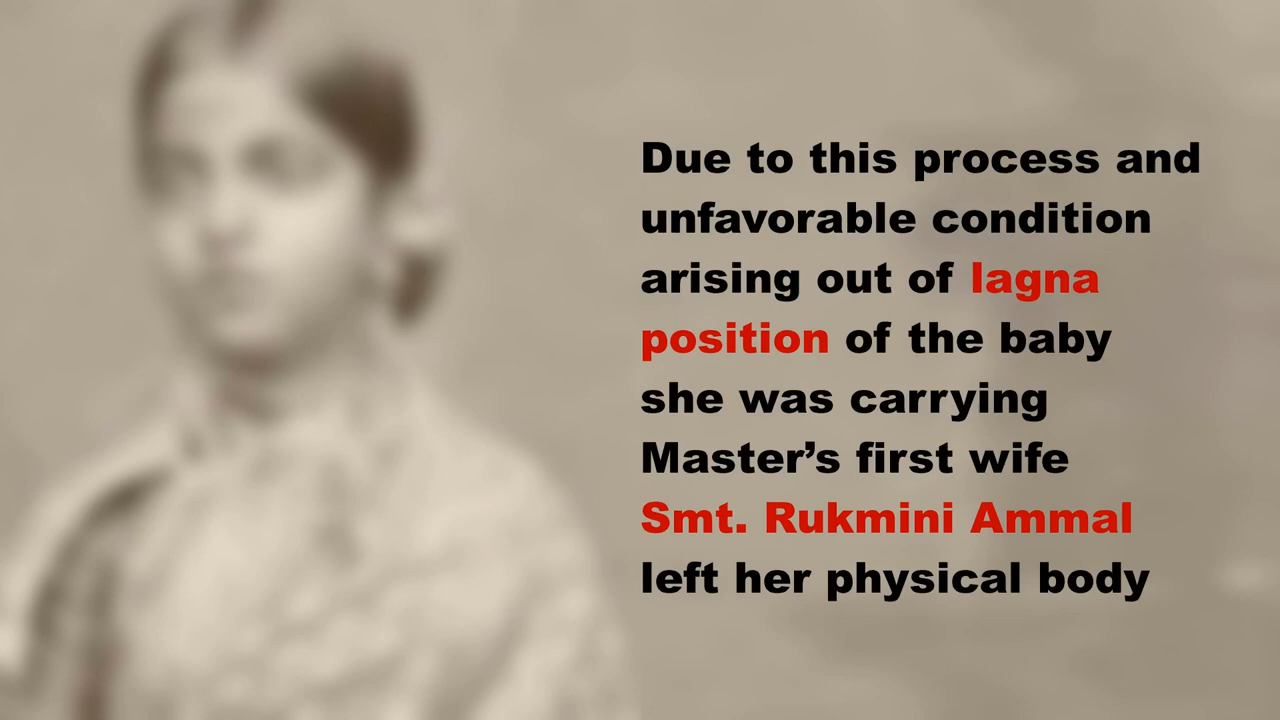 Due to this process and
unfavorable condition
arising out of lagna
position of the baby
she was carrying
Master’s first wife
Smt. Rukmini Ammal
left her physical body